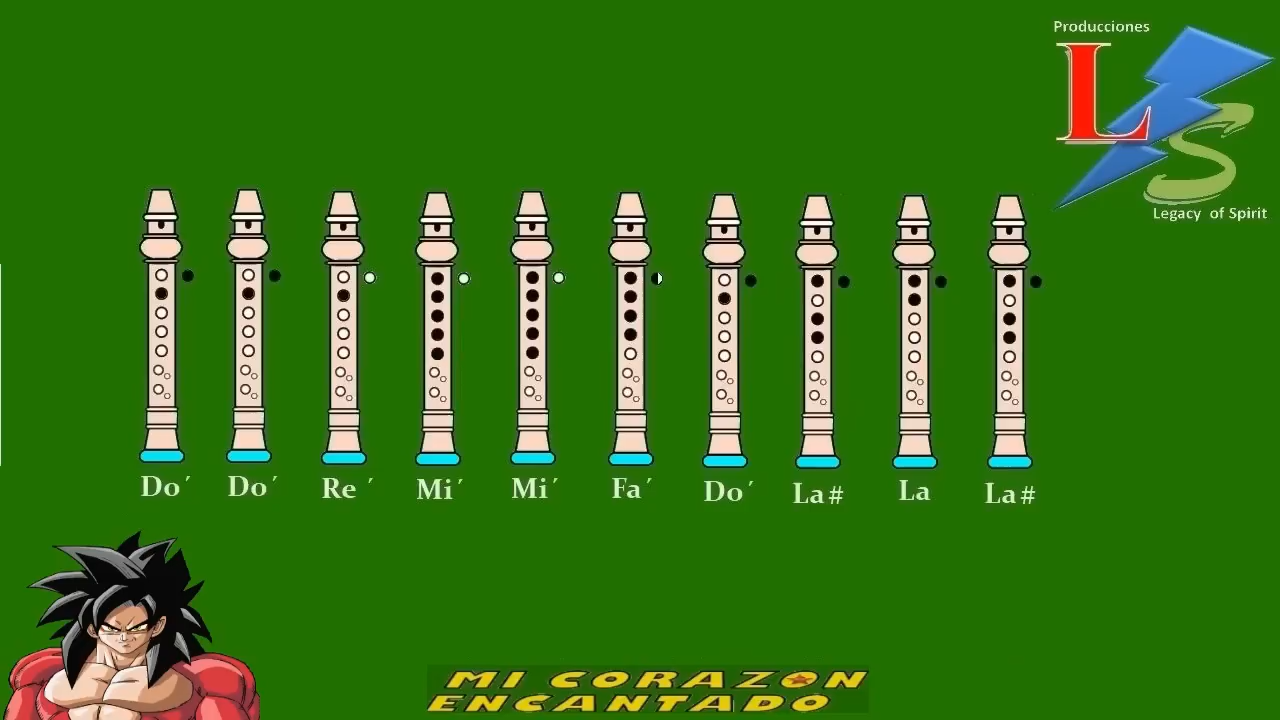 Producciones
L S
Legacy of Spirit
Do´ Do´ Re ´ Mi´ Mi´ Fa´ Do´ La# La La#
MI CORAZON
ENCANTADO